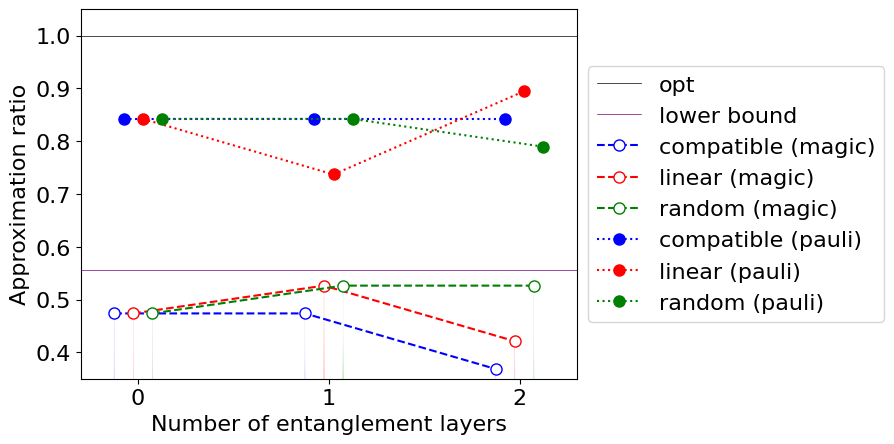 Approximation ratio
1.0
0.9
0.8
0.7
0.6
0.5
0.4
0
1
2
Number of entanglement layers
opt
lower bound
compatible (magic)
linear (magic)
random (magic)
compatible (pauli)
linear (pauli)
random (pauli)